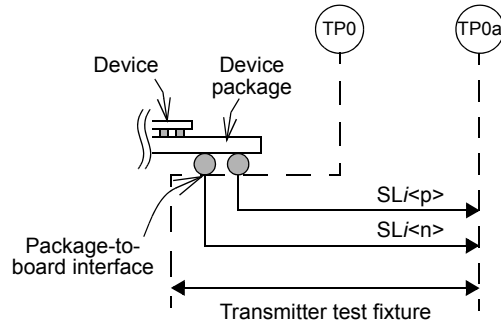 TP0
TP0a
Device
Device
package
SLi<p>
SLi<n>
Package-to-
board interface
Transmitter test fixture